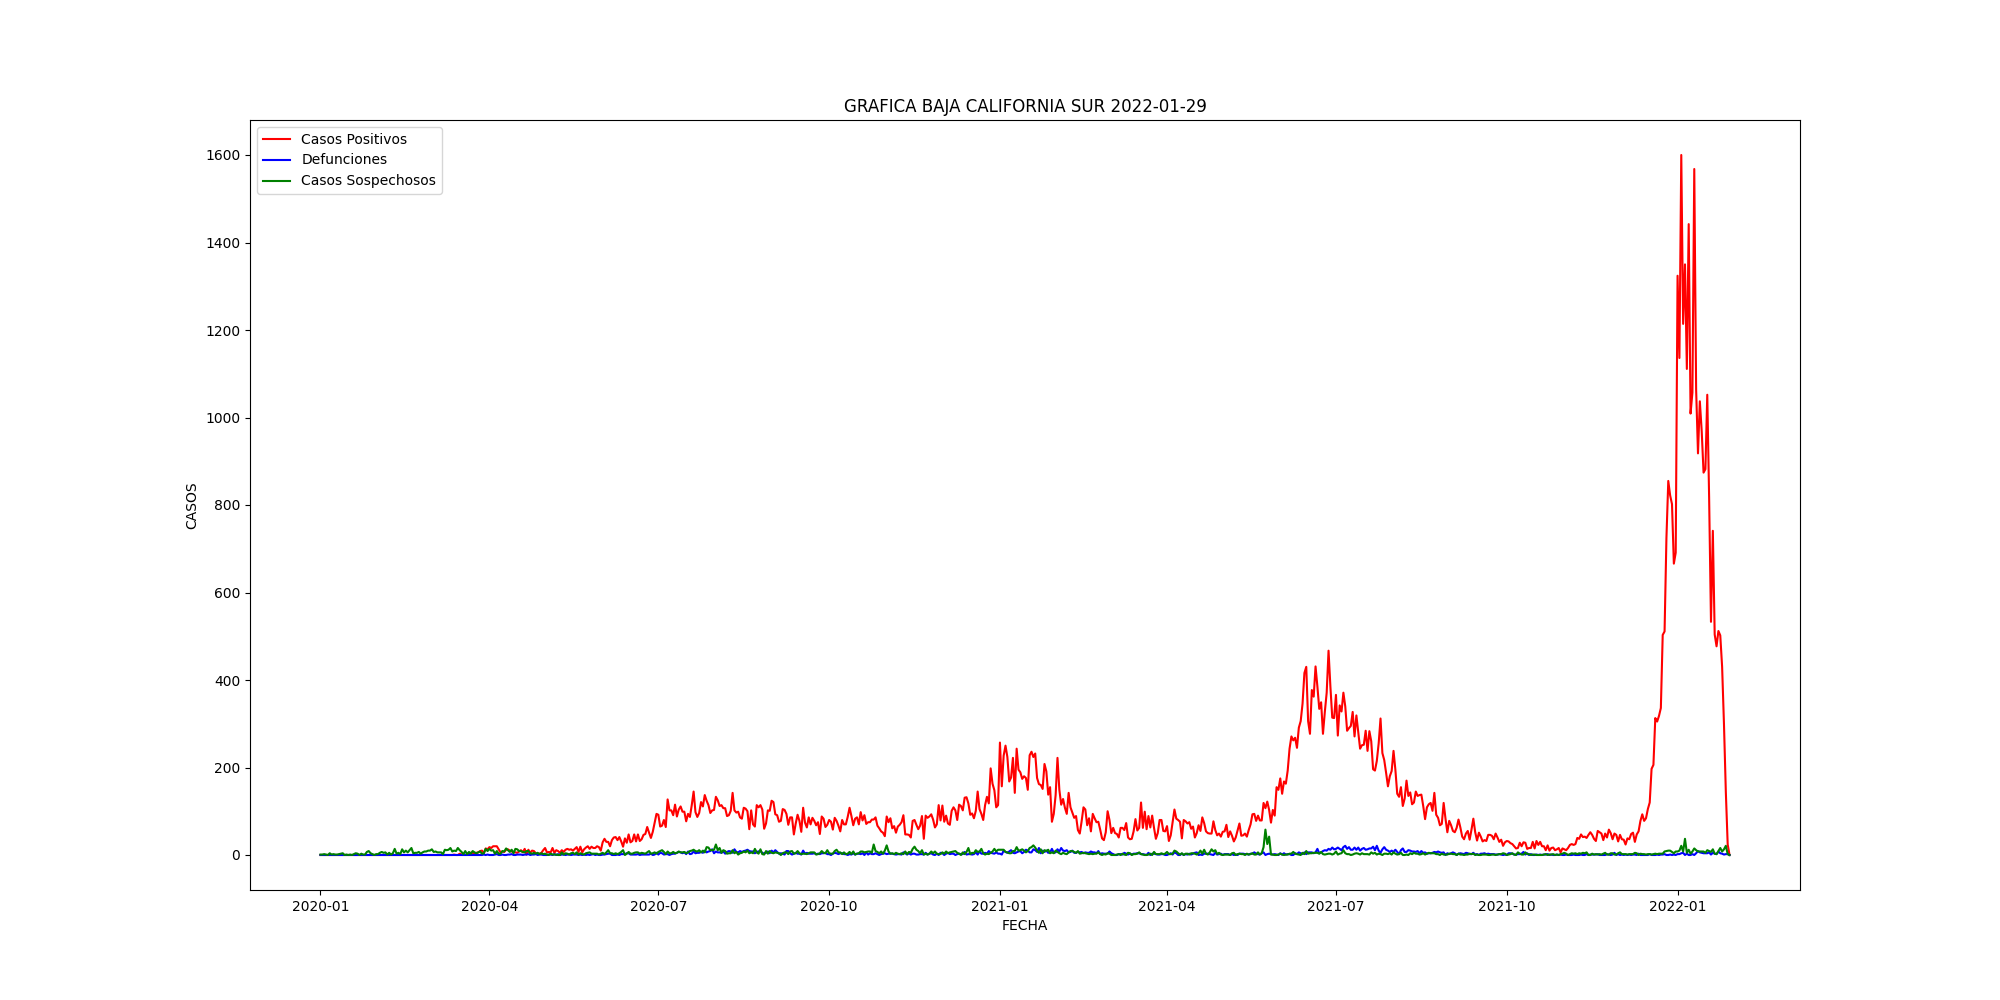 GRAFICA BAJA CALIFORNIA SUR 2022-01-29
Casos Positivos
Defunciones
Casos Sospechosos
1600
1400
1200
1000
800
600
400
200
0
CASOS
2020-01 2020-04 2020-07 2020-10 2021-01 2021-04 2021-07 2021-10 2022-01
FECHA